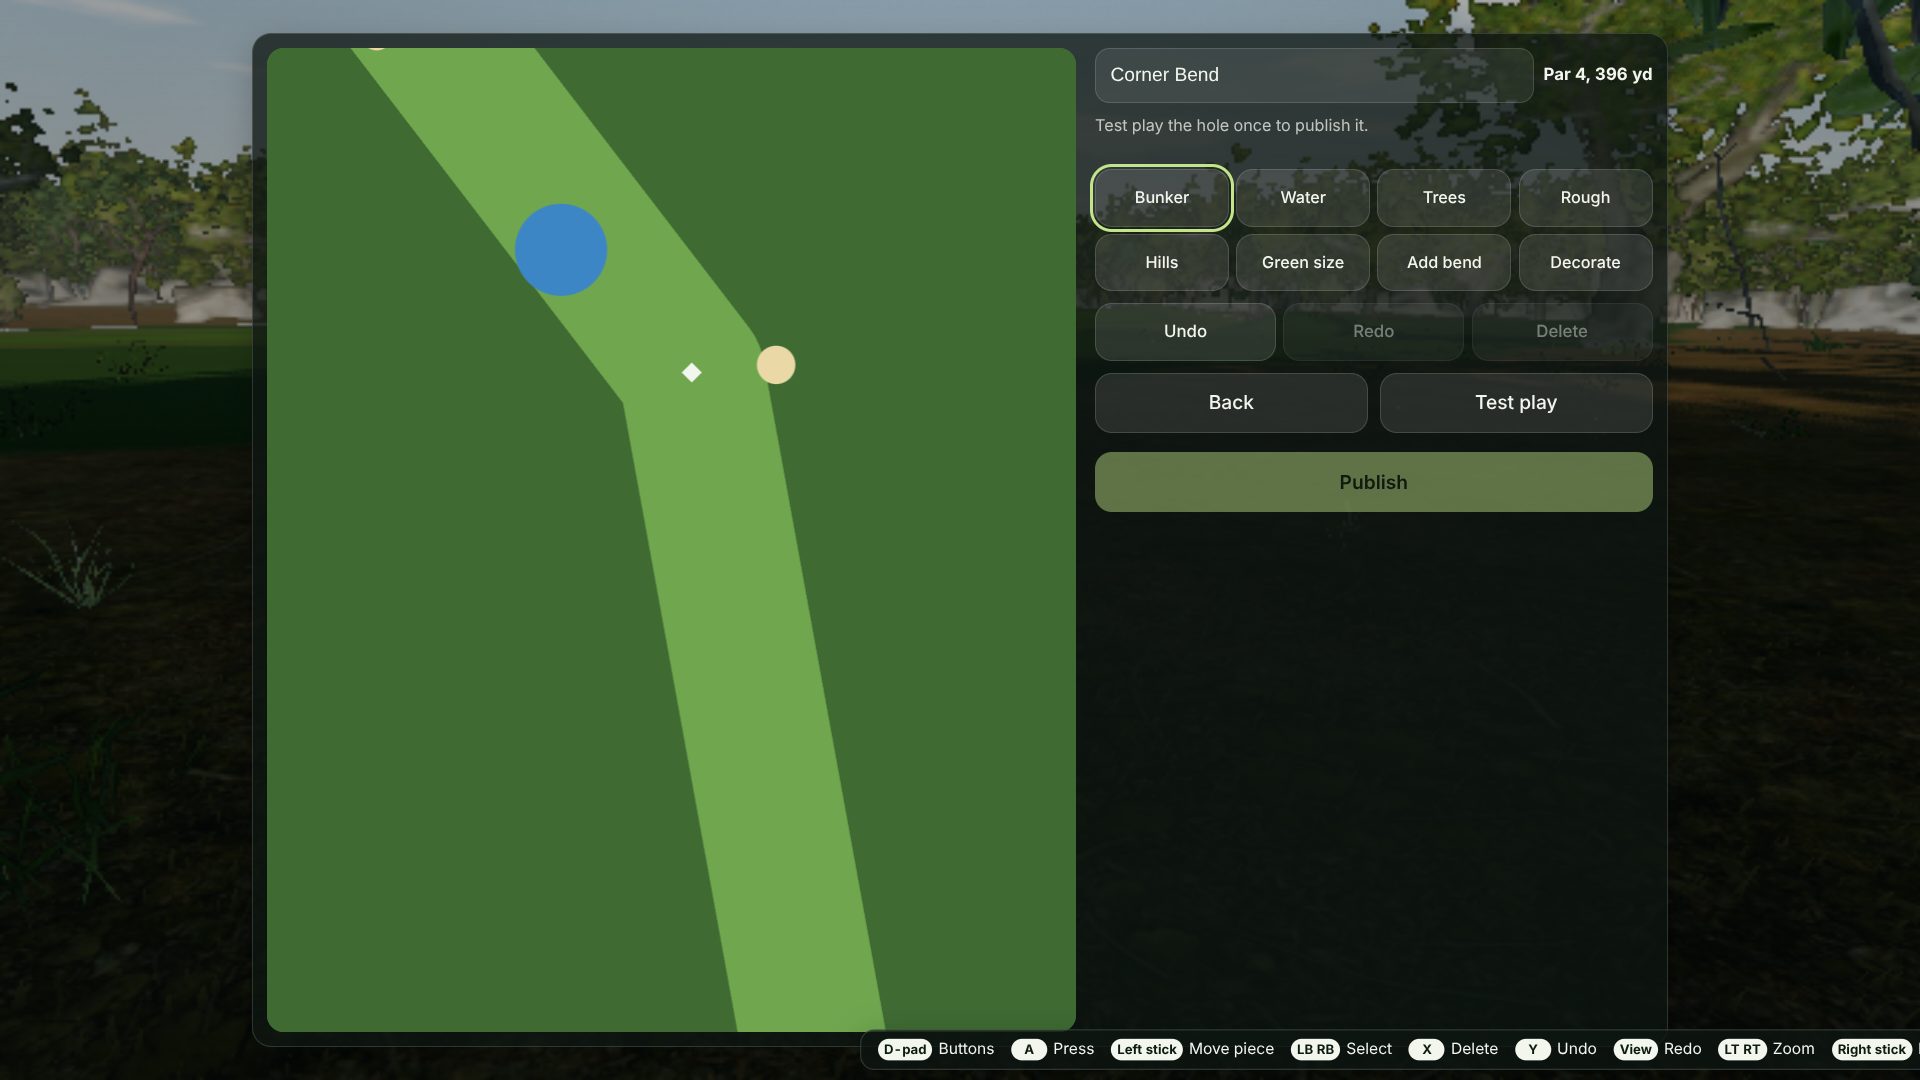 Corner Bend
Par 4, 396 yd
Test play the hole once to publish it.
Bunker Water Trees Rough
Hills Green size Add bend Decorate
Undo Redo Delete
Back Test play
Publish
D-pad Buttons A Press Left stick Move piece LB RB Select X Delete Y Undo View Redo LT RT Zoom Right stick